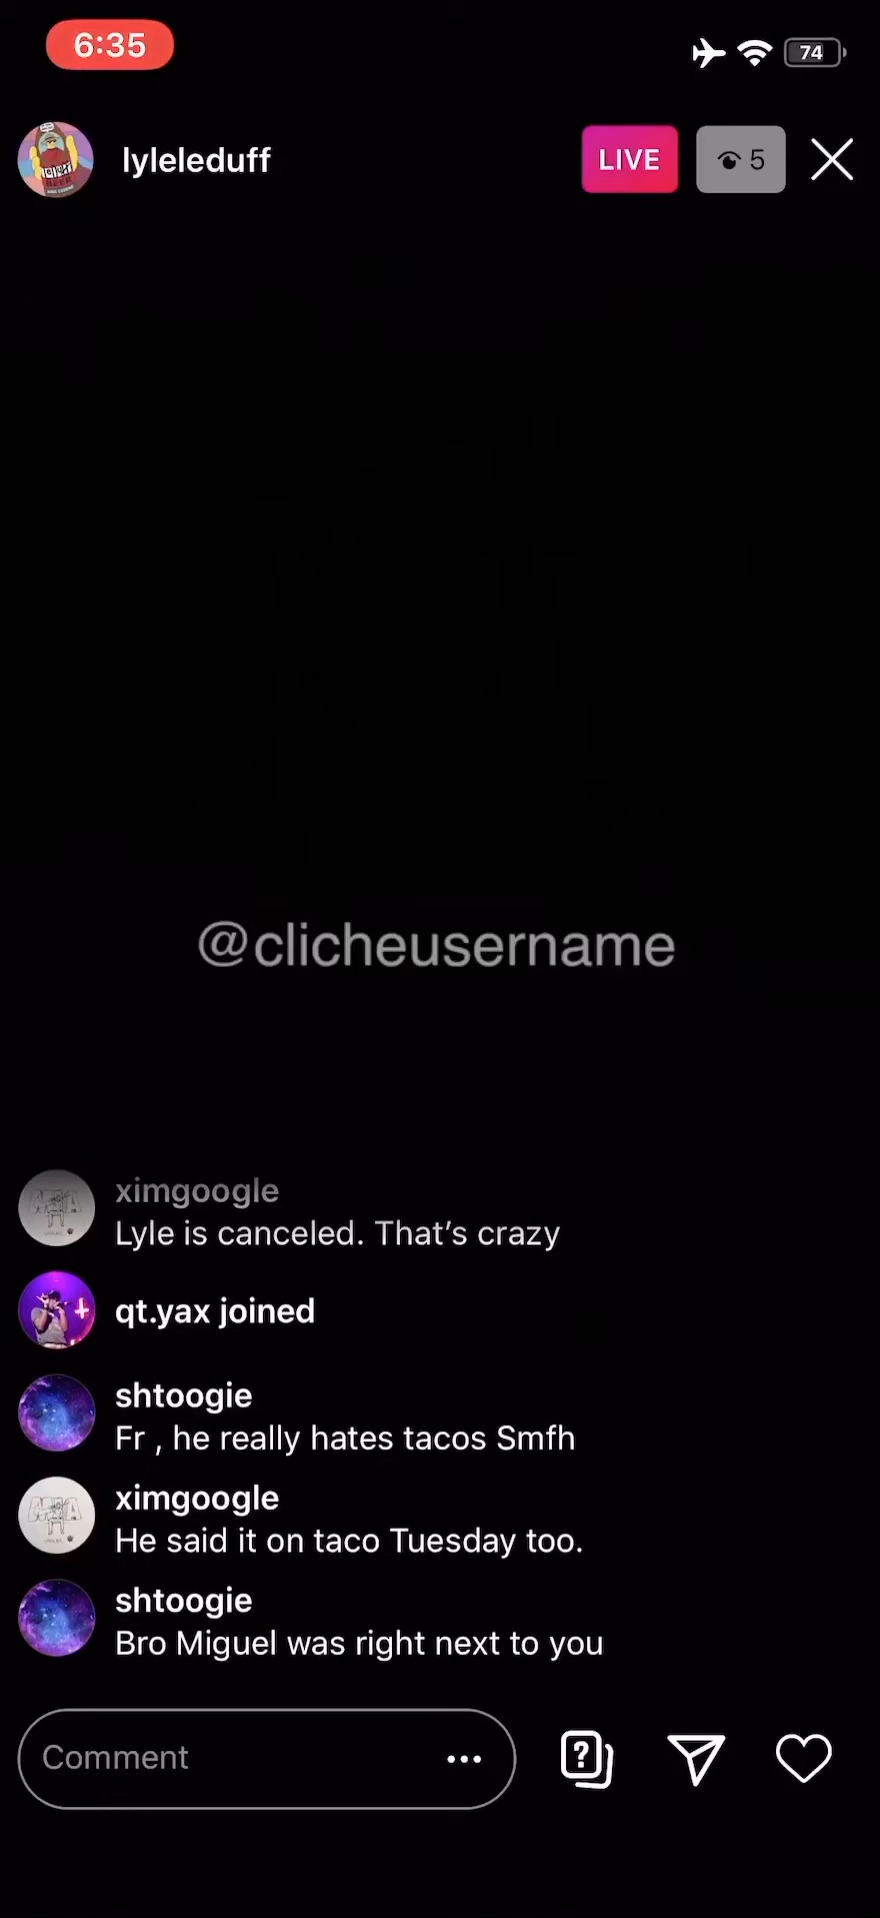 6:35
74
lyleleduff
LIVE
5
@clicheusername
ximgoogle
Lyle is canceled. That’s crazy
qt.yax joined
shtoogie
Fr , he really hates tacos Smfh
ximgoogle
He said it on taco Tuesday too.
shtoogie
Bro Miguel was right next to you
Comment